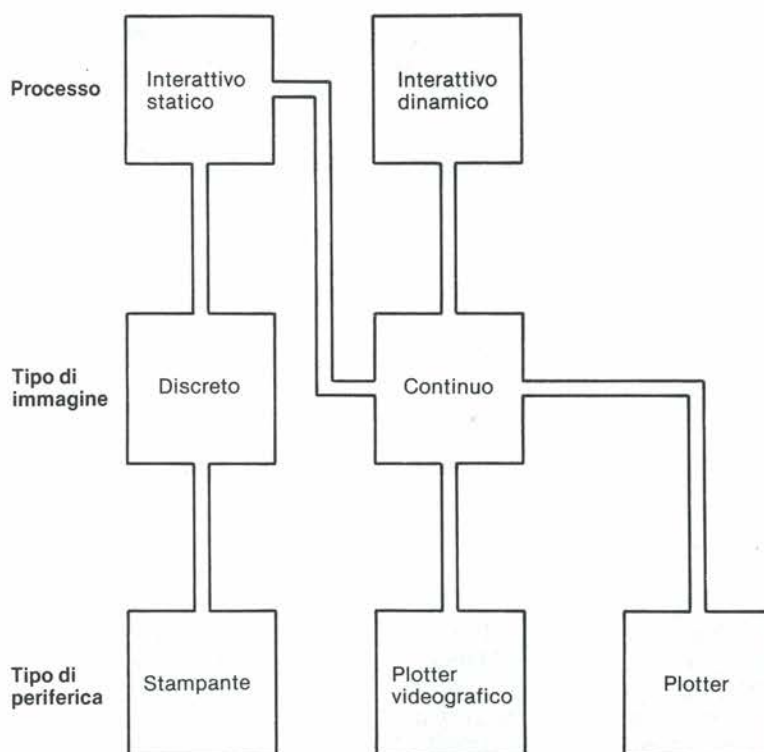 Processo
Interattivo
statico
Interattivo
dinamico
Tipo di
immagine
Discreto
Continuo
Tipo di
periferica
Stampante
Plotter
videografico
Plotter